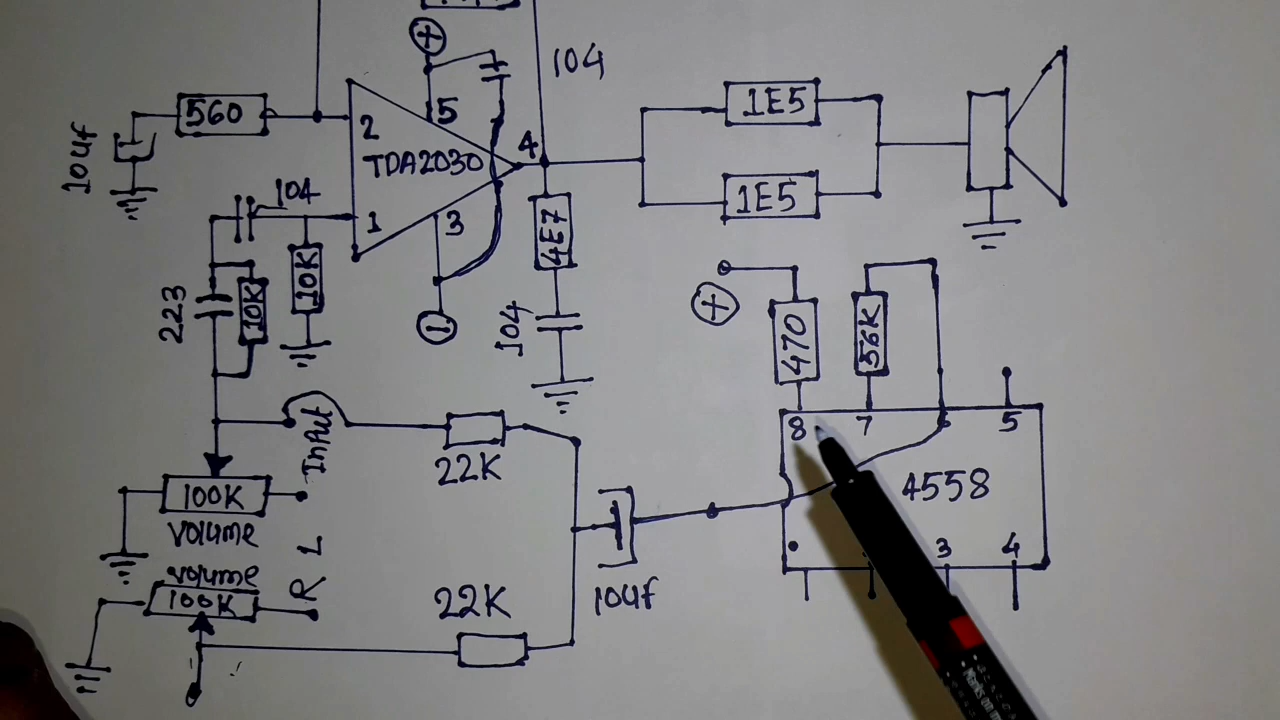 +
104
10uf
560
2
5
TDA2030
4
1E5
1E5
104
1
3
10K
223
10K
4E7
104
+
470
56K
8
7
6
5
4558
3
4
InPut
22K
100K
volume
L
R
volume
100K
22K
10uf